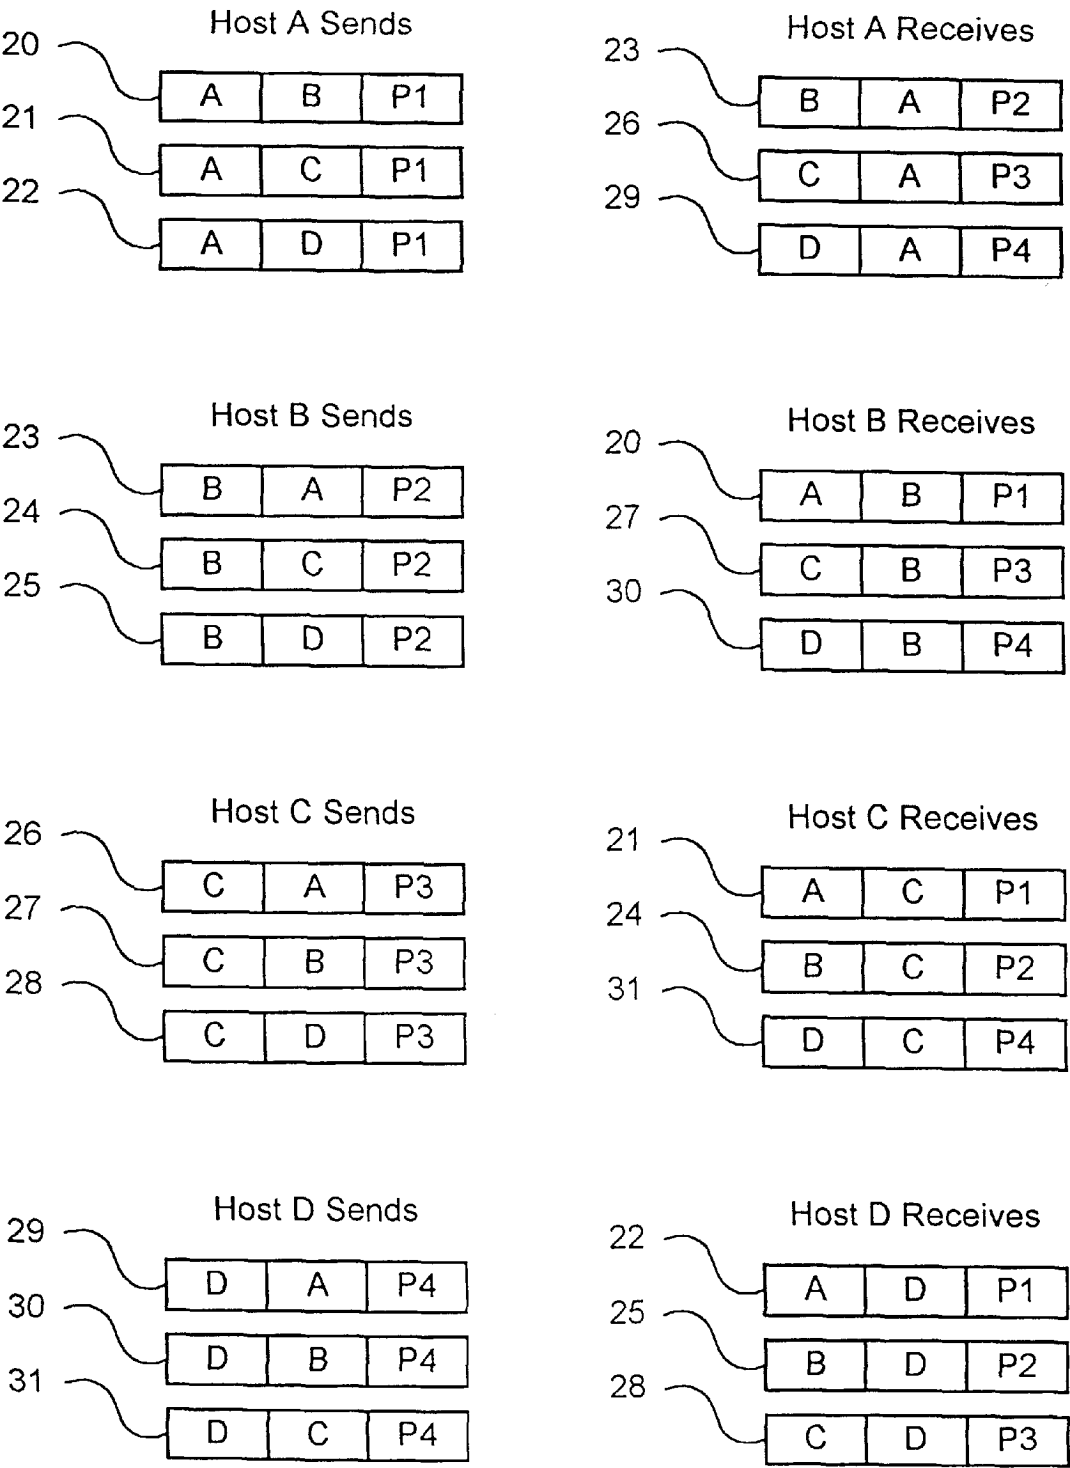 Host A Sends
20 A B P1
21 A C P1
22 A D P1
Host A Receives
23 B A P2
26 C A P3
29 D A P4
Host B Sends
23 B A P2
24 B C P2
25 B D P2
Host B Receives
20 A B P1
27 C B P3
30 D B P4
Host C Sends
26 C A P3
27 C B P3
28 C D P3
Host C Receives
21 A C P1
24 B C P2
31 D C P4
Host D Sends
29 D A P4
30 D B P4
31 D C P4
Host D Receives
22 A D P1
25 B D P2
28 C D P3